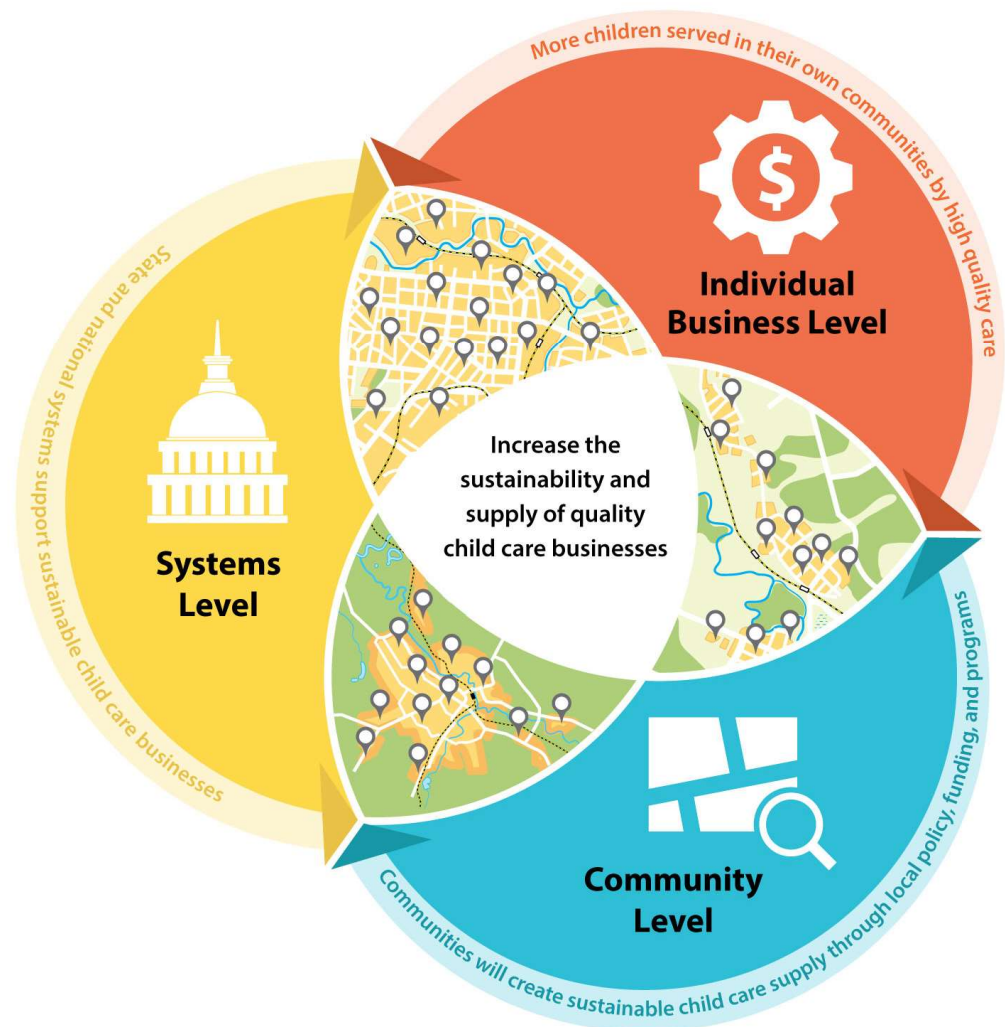 More children served in their own communities by high quality care
$
Individual
Business Level
State and national systems support sustainable child care businesses
Systems
Level
Increase the
sustainability and
supply of quality
child care businesses
Community
Level
Communities will create sustainable child care supply through local policy, funding, and programs